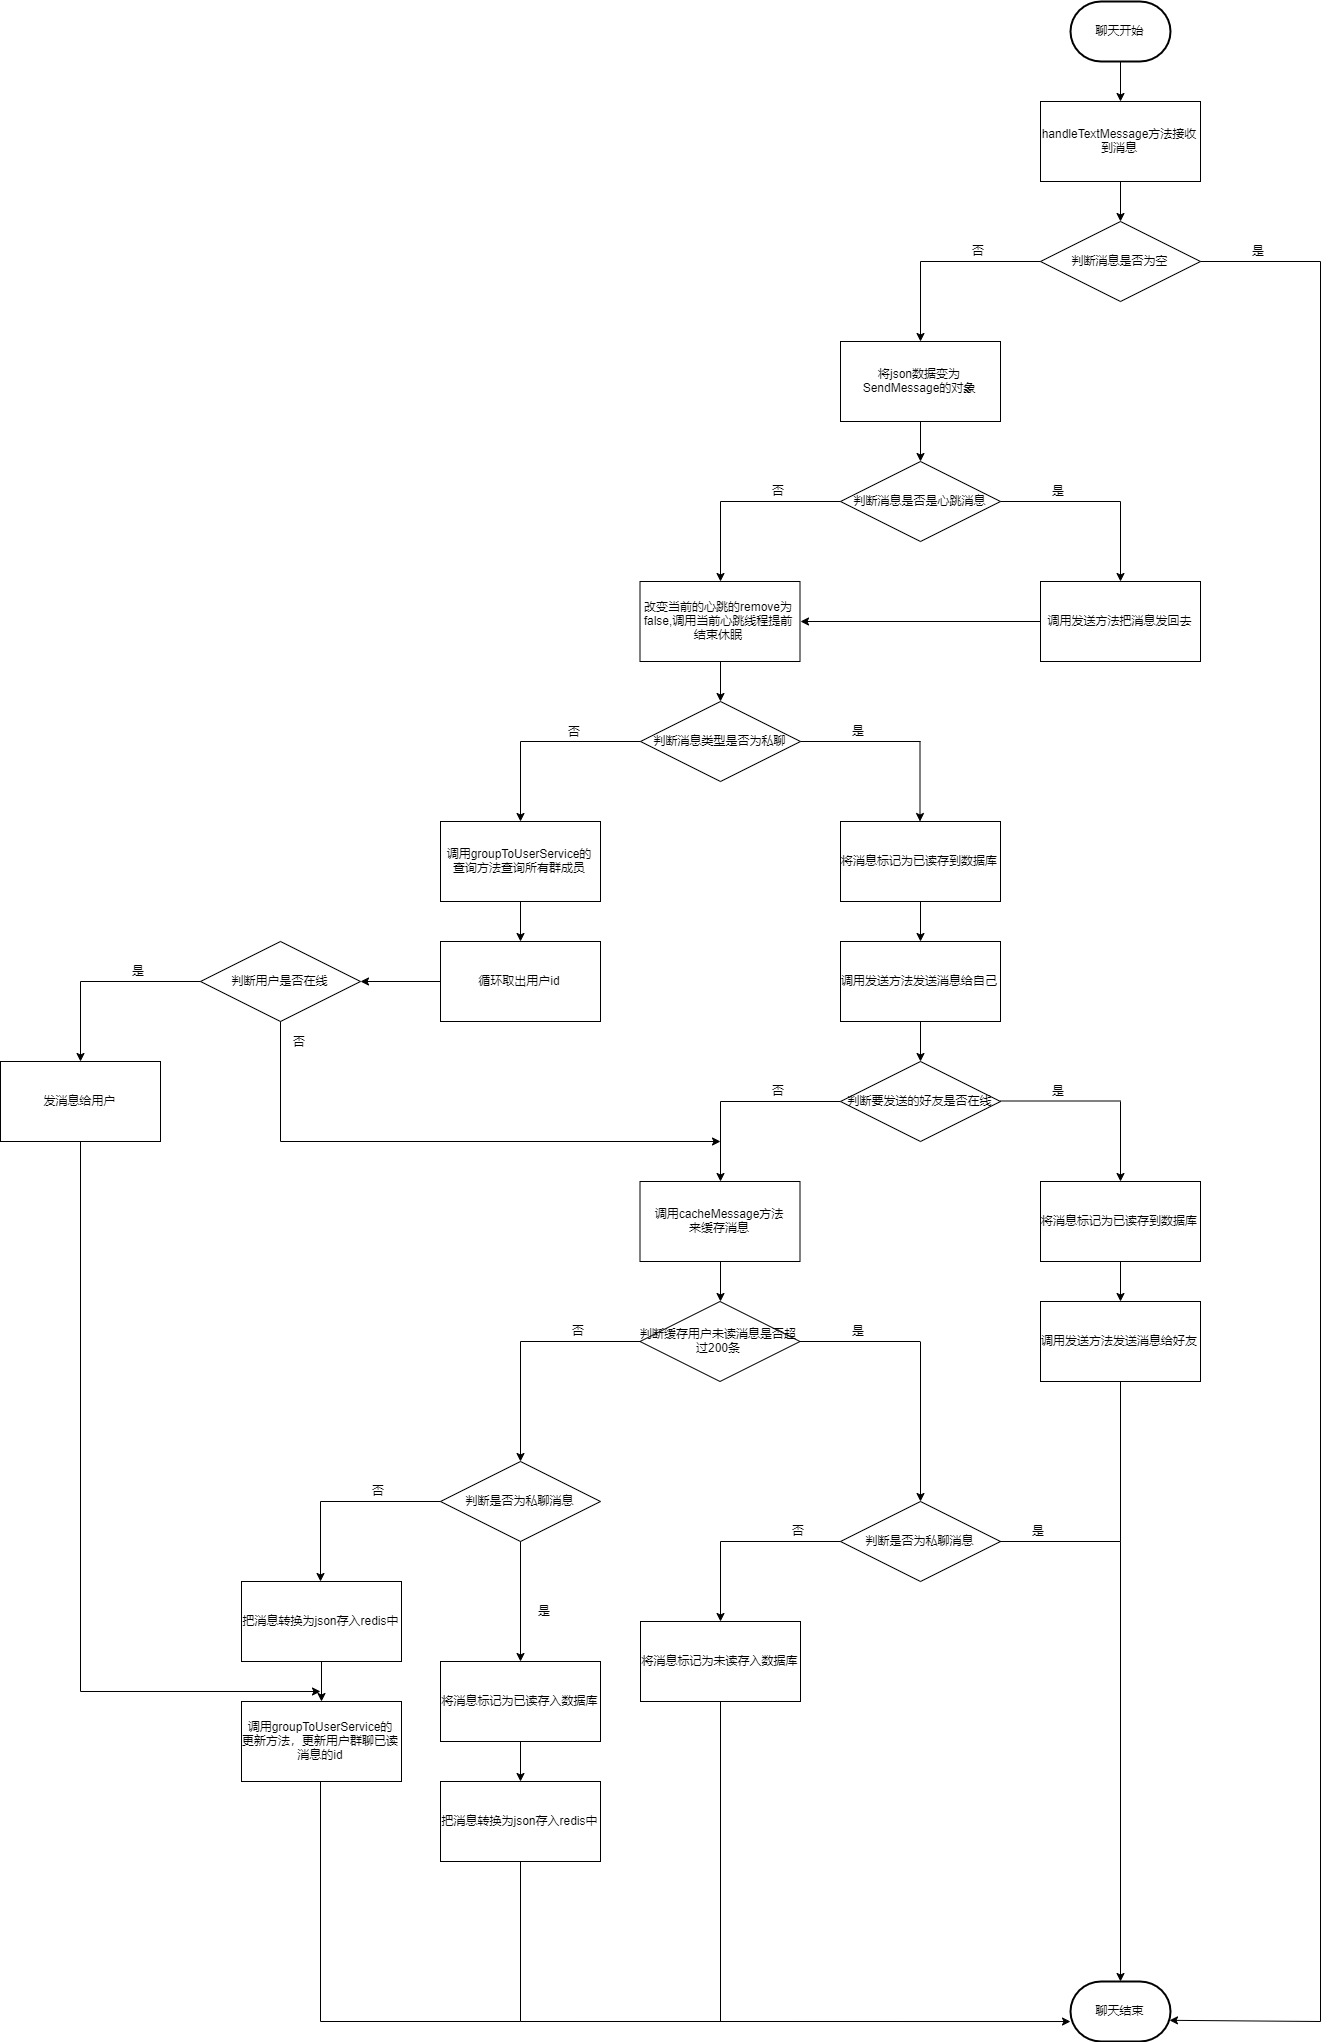 聊天开始
handleTextMessage方法接收
到消息
判断消息是否为空
否
是
将json数据变为
SendMessage的对象
判断消息是否是心跳消息
否
是
改变当前的心跳的remove为
false,调用当前心跳线程提前
结束休眠
调用发送方法把消息发回去
判断消息类型是否为私聊
否
是
调用groupToUserService的
查询方法查询所有群成员
将消息标记为已读存到数据库
循环取出用户id
判断用户是否在线
是
否
调用发送方法发送消息给自己
发消息给用户
判断要发送的好友是否在线
否
是
调用cacheMessage方法
来缓存消息
将消息标记为已读存到数据库
判断缓存用户未读消息是否超
过200条
否
是
调用发送方法发送消息给好友
判断是否为私聊消息
否
是
判断是否为私聊消息
否
是
把消息转换为json存入redis中
将消息标记为已读存入数据库
将消息标记为未读存入数据库
调用groupToUserService的
更新方法，更新用户群聊已读
消息的id
把消息转换为json存入redis中
聊天结束